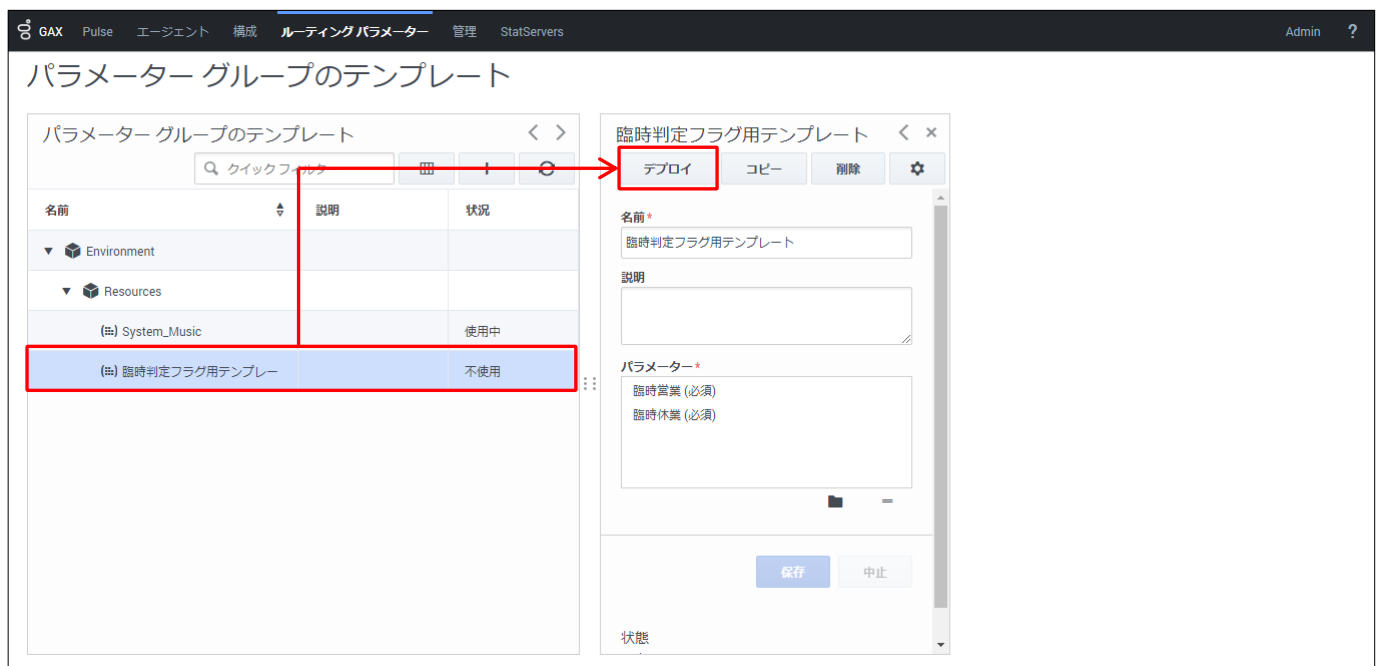 GAX Pulse エージェント 構成 ルーティング パラメーター 管理 StatServers Admin ?
パラメーター グループのテンプレート
パラメーター グループのテンプレート
クイックフィルター
名前 説明 状況
Environment
Resources
System_Music 使用中
臨時判定フラグ用テンプレー 不使用
臨時判定フラグ用テンプレート
デプロイ コピー 削除
名前*
臨時判定フラグ用テンプレート
説明
パラメーター*
臨時営業 (必須)
臨時休業 (必須)
保存 中止
状態